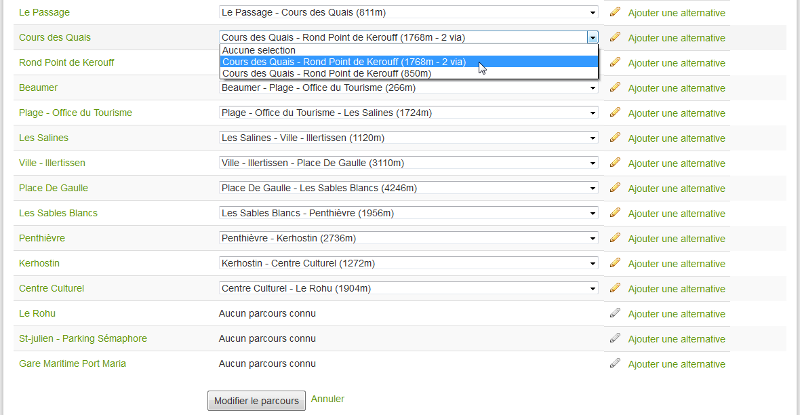 Le Passage Le Passage - Cours des Quais (811m) Ajouter une alternative
Cours des Quais Cours des Quais - Rond Point de Kerouff (1768m - 2 via) Ajouter une alternative
Aucune selection
Rond Point de Kerouff Cours des Quais - Rond Point de Kerouff (1768m - 2 via) Ajouter une alternative
Cours des Quais - Rond Point de Kerouff (850m)
Beaumer Beaumer - Plage - Office du Tourisme (266m) Ajouter une alternative
Plage - Office du Tourisme Plage - Office du Tourisme - Les Salines (1724m) Ajouter une alternative
Les Salines Les Salines - Ville - Illertissen (1120m) Ajouter une alternative
Ville - Illertissen Ville - Illertissen - Place De Gaulle (3110m) Ajouter une alternative
Place De Gaulle Place De Gaulle - Les Sables Blancs (4246m) Ajouter une alternative
Les Sables Blancs Les Sables Blancs - Penthièvre (1956m) Ajouter une alternative
Penthièvre Penthièvre - Kerhostin (2736m) Ajouter une alternative
Kerhostin Kerhostin - Centre Culturel (1272m) Ajouter une alternative
Centre Culturel Centre Culturel - Le Rohu (1904m) Ajouter une alternative
Le Rohu Aucun parcours connu Ajouter une alternative
St-julien - Parking Sémaphore Aucun parcours connu Ajouter une alternative
Gare Maritime Port Maria Aucun parcours connu Ajouter une alternative
Modifier le parcours Annuler